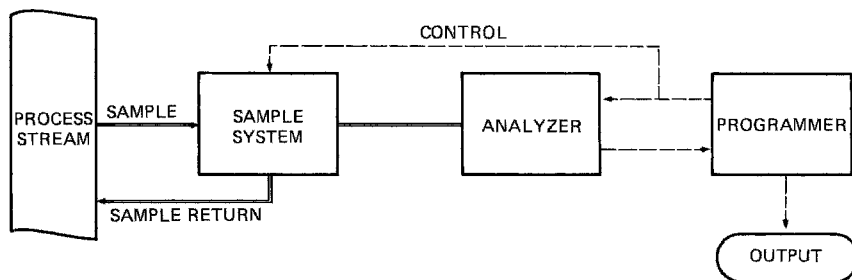 CONTROL
PROCESS
STREAM
SAMPLE
SAMPLE
SYSTEM
ANALYZER
PROGRAMMER
SAMPLE RETURN
OUTPUT